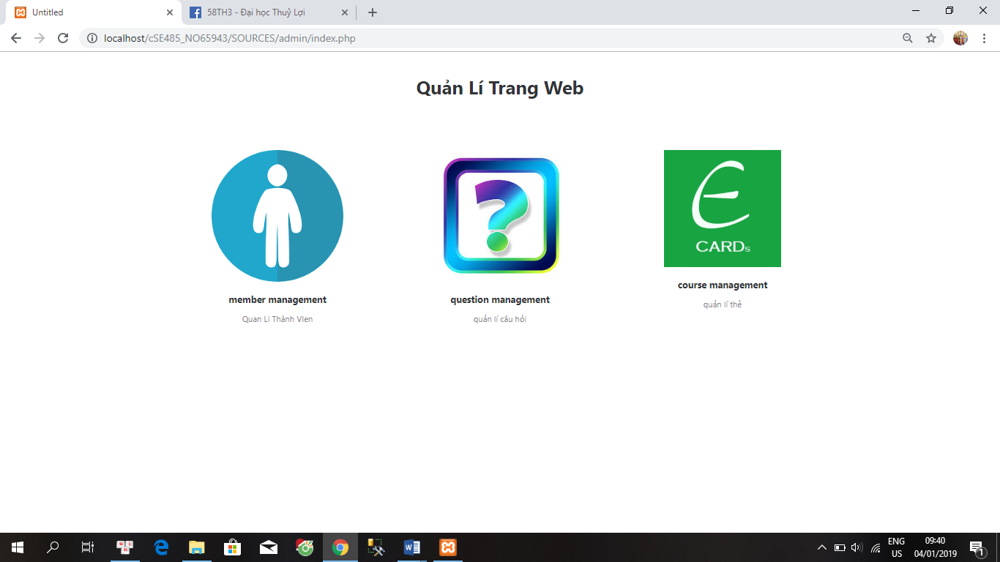 Untitled
58TH3 - Đại học Thuỷ Lợi
localhost/cSE485_NO65943/SOURCES/admin/index.php
Quản Lí Trang Web
E
CARDs
member management
question management
course management
Quan Li Thành VIen
quản lí câu hỏi
quản lí thẻ
ENG
US
09:40
04/01/2019
1